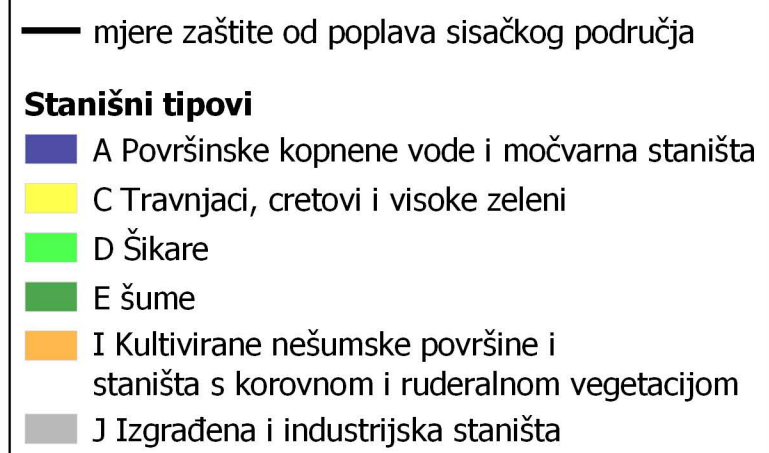 mjere zaštite od poplava sisačkog područja
Stanišni tipovi
A Površinske kopnene vode i močvarna staništa
C Travnjaci, cretovi i visoke zeleni
D Šikare
E šume
I Kultivirane nešumske površine i
staništa s korovnom i ruderalnom vegetacijom
J Izgrađena i industrijska staništa